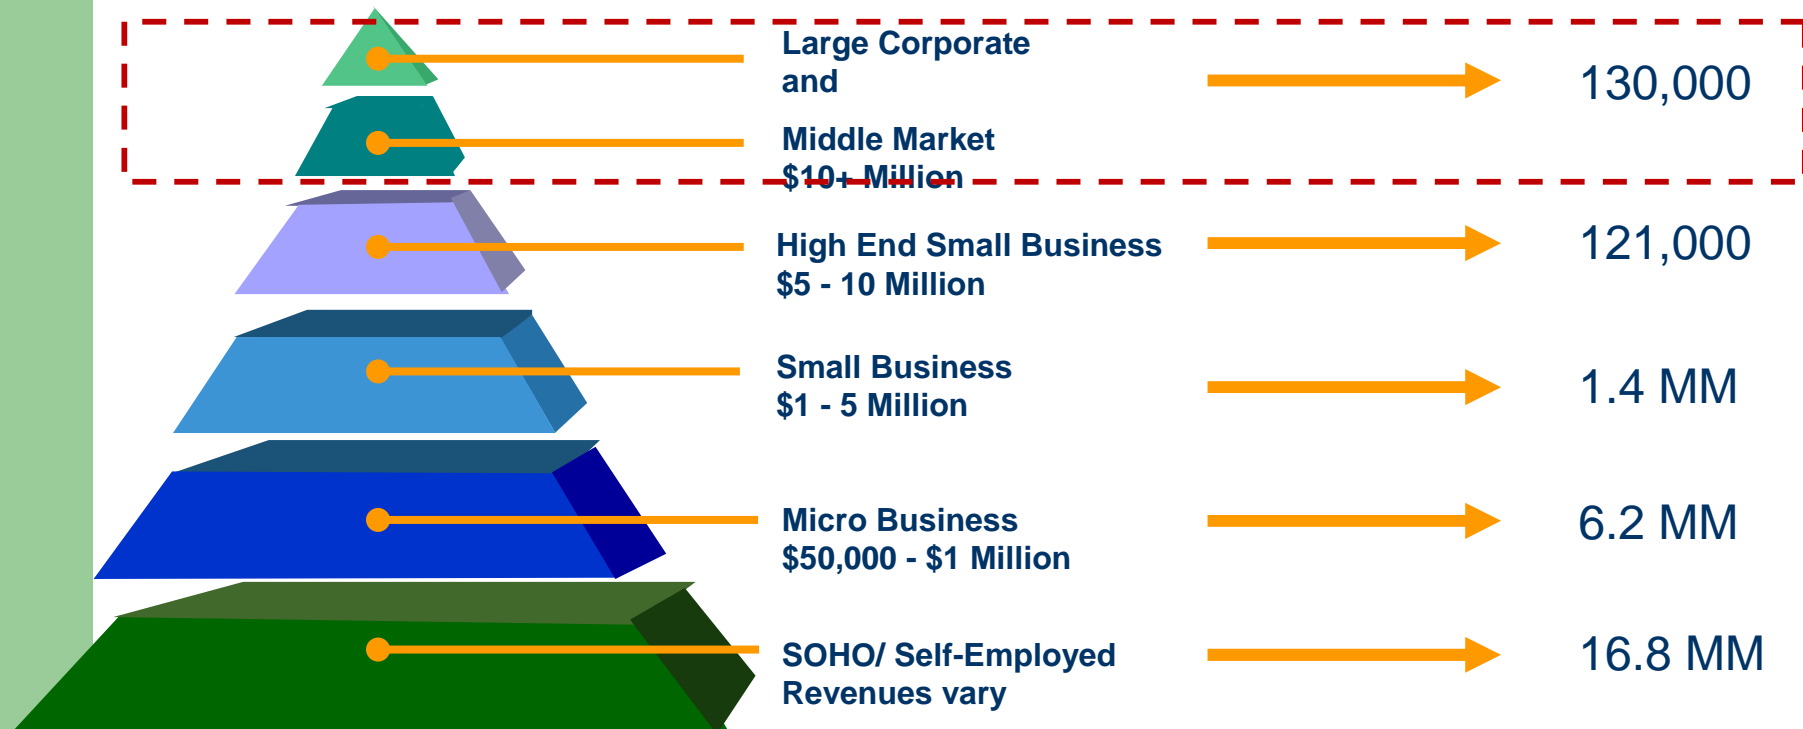 Large Corporate
and
130,000
Middle Market
$10+ Million
High End Small Business
$5 - 10 Million
121,000
Small Business
$1 - 5 Million
1.4 MM
Micro Business
$50,000 - $1 Million
6.2 MM
SOHO/ Self-Employed
Revenues vary
16.8 MM